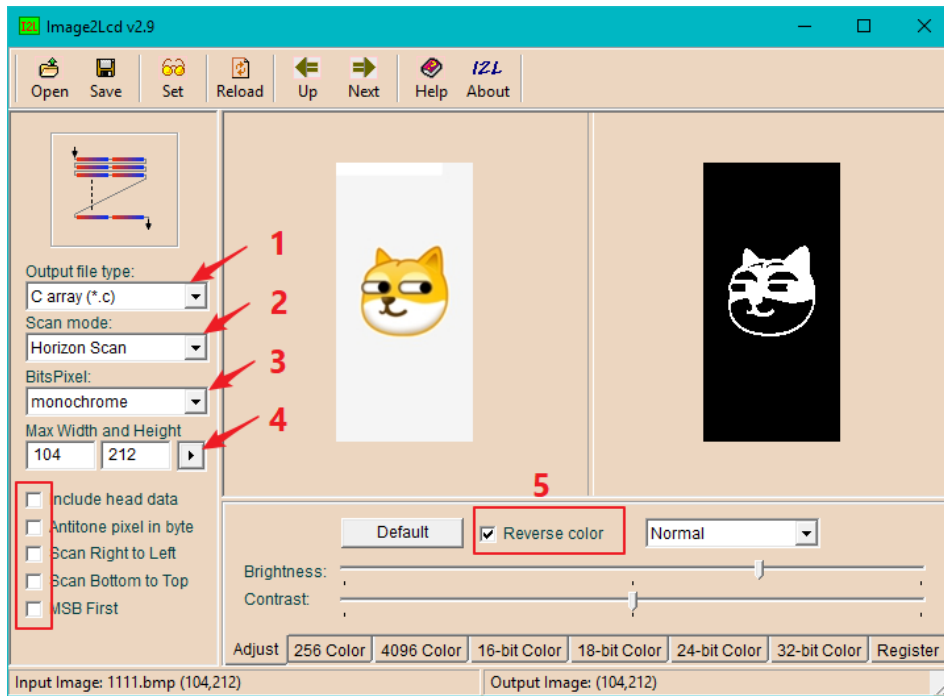 I2L Image2Lcd v2.9
Open Save Set Reload Up Next Help About
I2L
1
Output file type:
C array (*.c)
2
Scan mode:
Horizon Scan
3
BitsPixel:
monochrome
4
Max Width and Height
104 212
Include head data
Antitone pixel in byte
Scan Right to Left
Scan Bottom to Top
MSB First
5
Default Reverse color Normal
Brightness:
Contrast:
Adjust 256 Color 4096 Color 16-bit Color 18-bit Color 24-bit Color 32-bit Color Register
Input Image: 1111.bmp (104,212) Output Image: (104,212)